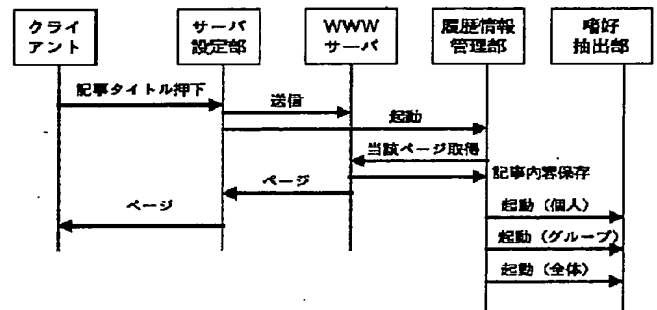 クライ
アント
サーバ
設定部
WWW
サーバ
履歴情報
管理部
嗜好
抽出部
記事タイトル押下
送信
起動
当該ページ取得
ページ
記事内容保存
ページ
起動（個人）
起動（グループ）
起動（全体）